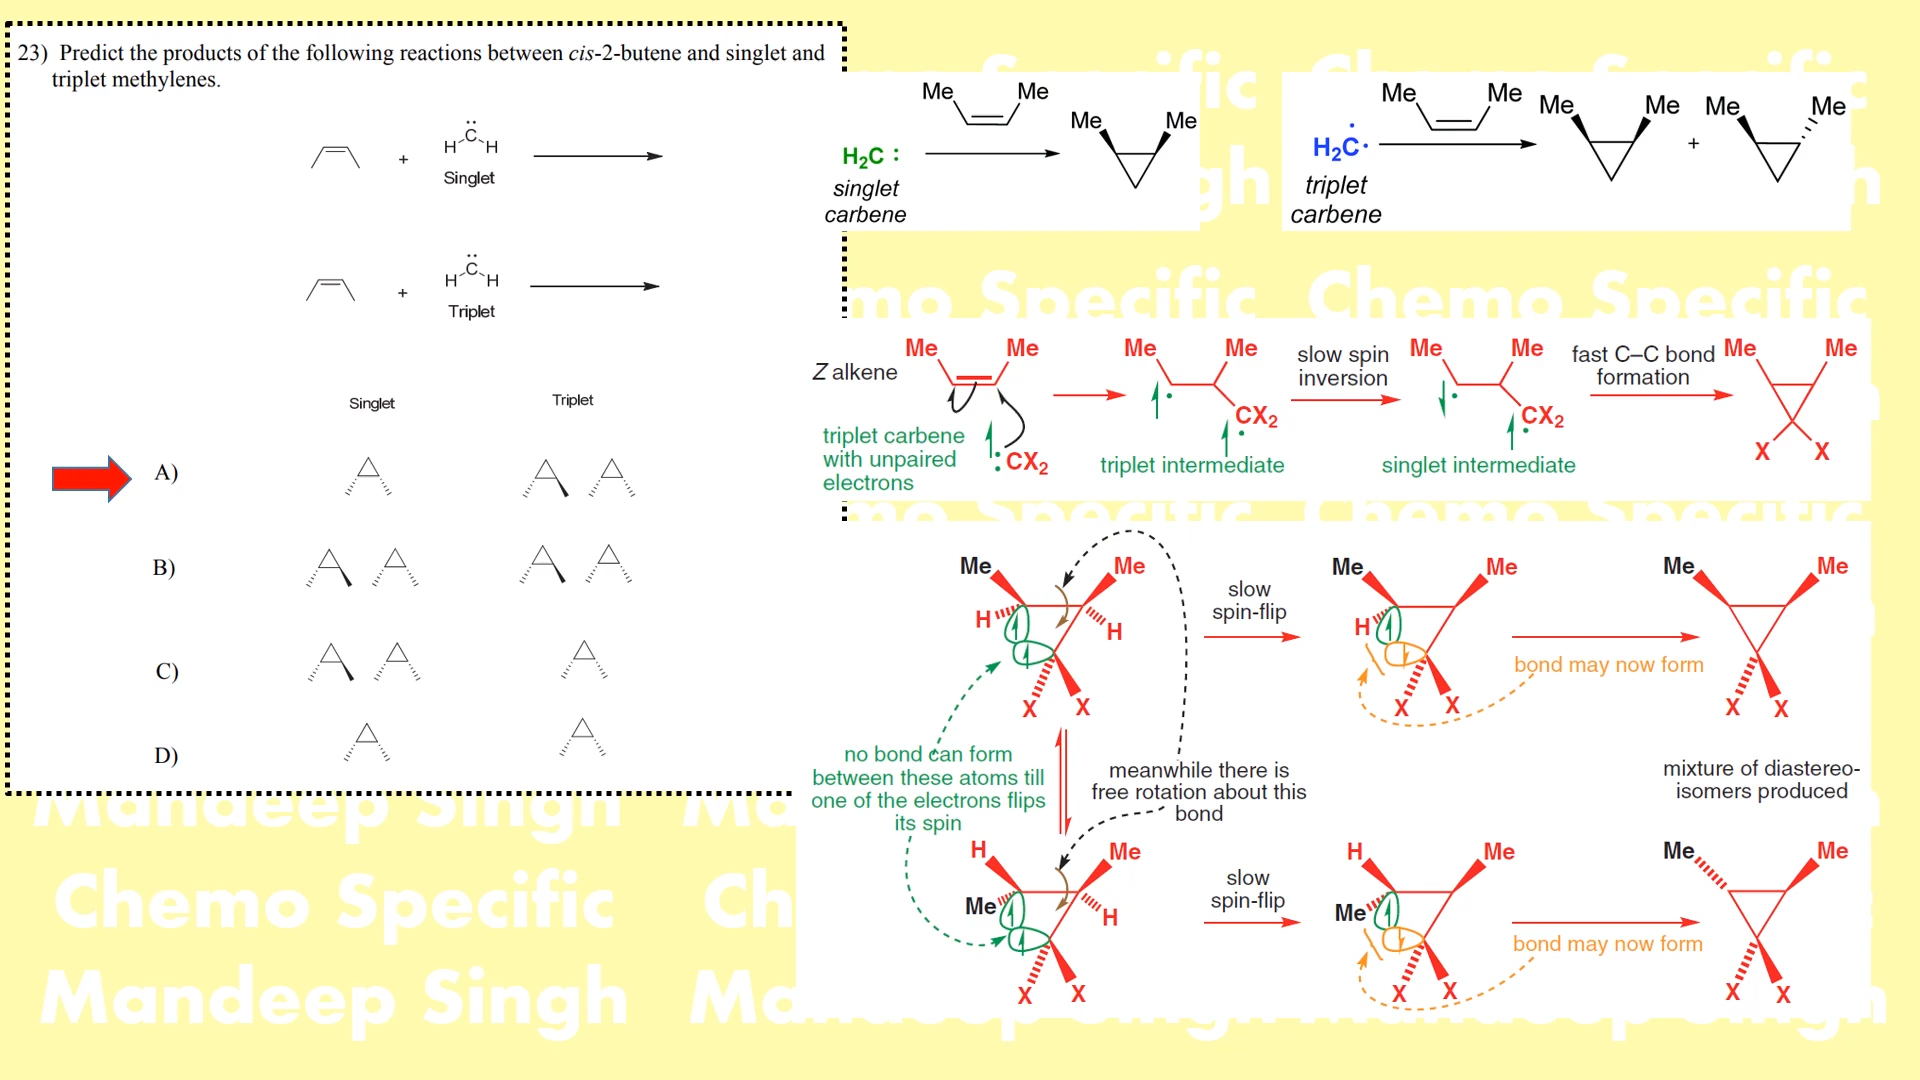 23) Predict the products of the following reactions between cis-2-butene and singlet and
triplet methylenes.
H C H
Singlet
+
H C H
Triplet
+
Singlet Triplet
A)
B)
C)
D)
Me Me
H₂C :
singlet
carbene
Me Me
Me Me
H₂C·
triplet
carbene
Me Me
+
Me Me
Z alkene
Me Me
triplet carbene
with unpaired
electrons
:CX₂
Me Me
CX₂
triplet intermediate
slow spin
inversion
Me Me
CX₂
singlet intermediate
fast C–C bond
formation
Me Me
X X
Me Me
H H
X X
slow
spin-flip
Me Me
H
X X
bond may now form
Me Me
X X
no bond can form
between these atoms till
one of the electrons flips
its spin
meanwhile there is
free rotation about this
bond
mixture of diastereo-
isomers produced
H Me
Me H
X X
slow
spin-flip
H Me
Me
X X
bond may now form
Me Me
X X
Chemo Specific
Mandeep Singh